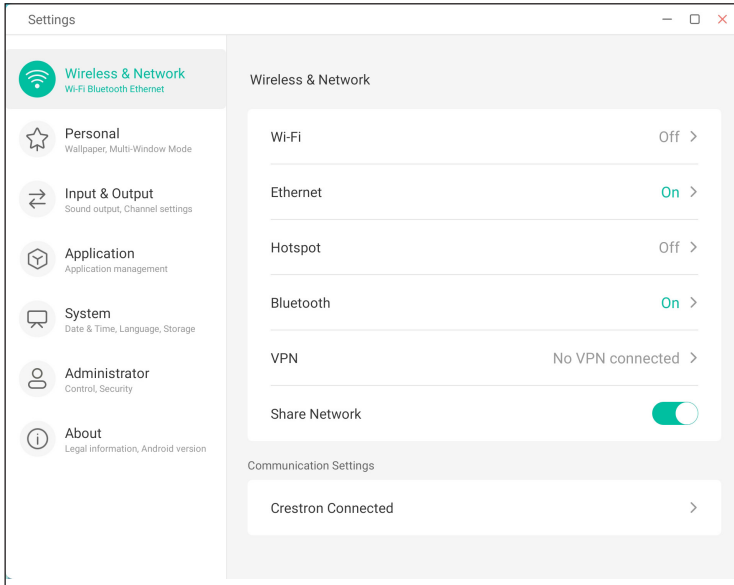 Settings
Wireless & Network
Wi-Fi Bluetooth Ethernet
Personal
Wallpaper, Multi-Window Mode
Input & Output
Sound output, Channel settings
Application
Application management
System
Date & Time, Language, Storage
Administrator
Control, Security
About
Legal information, Android version
Wireless & Network
Wi-Fi Off
Ethernet On
Hotspot Off
Bluetooth On
VPN No VPN connected
Share Network
Communication Settings
Crestron Connected